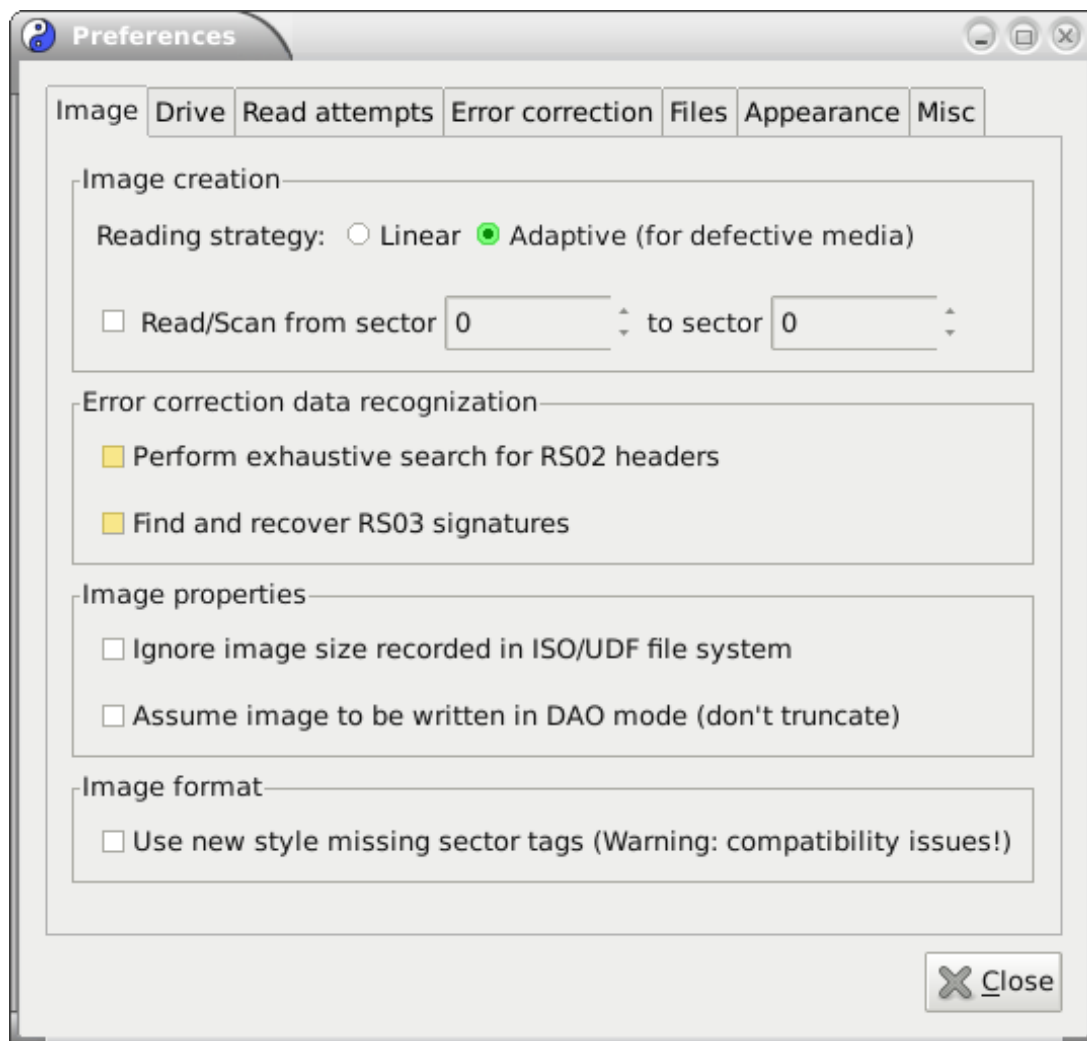 Preferences
Image Drive Read attempts Error correction Files Appearance Misc
Image creation
Reading strategy: Linear Adaptive (for defective media)
Read/Scan from sector 0 to sector 0
Error correction data recognization
Perform exhaustive search for RS02 headers
Find and recover RS03 signatures
Image properties
Ignore image size recorded in ISO/UDF file system
Assume image to be written in DAO mode (don't truncate)
Image format
Use new style missing sector tags (Warning: compatibility issues!)
Close